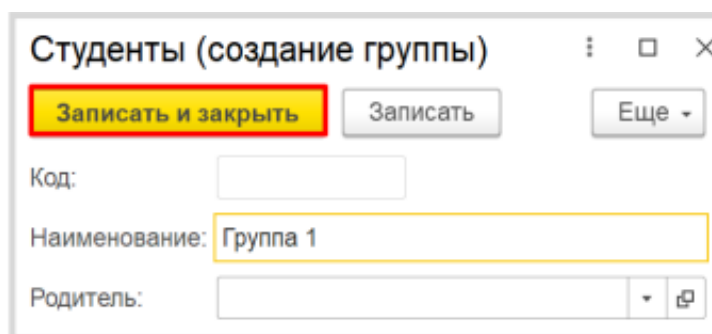 Студенты (создание группы)
Записать и закрыть Записать Еще
Код:
Наименование: Группа 1
Родитель: